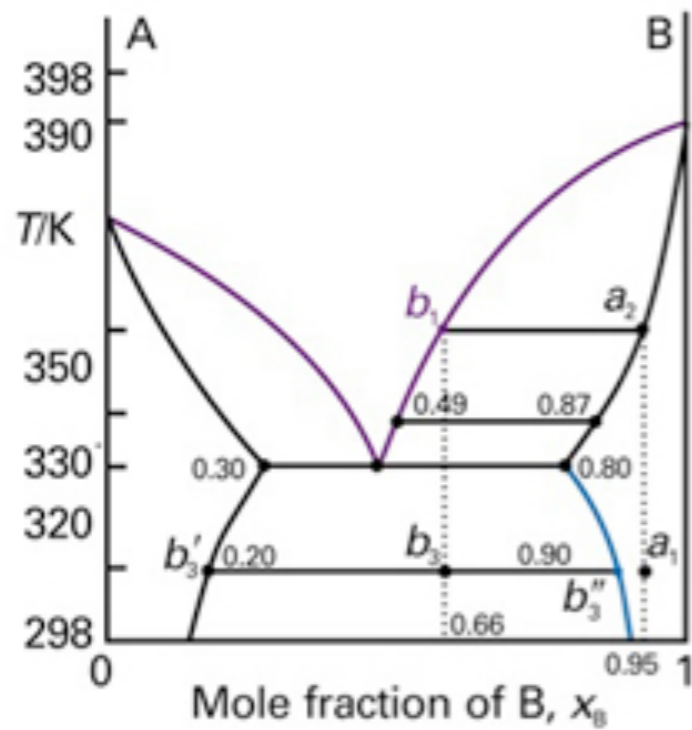 A B
398
390
T/K
b₁ a₂
350
0.49 0.87
330
0.30 0.80
320
b₃′ 0.20 b₃ 0.90 b₃″ a₁
298
0.66
0 0.95 1
Mole fraction of B, x_B